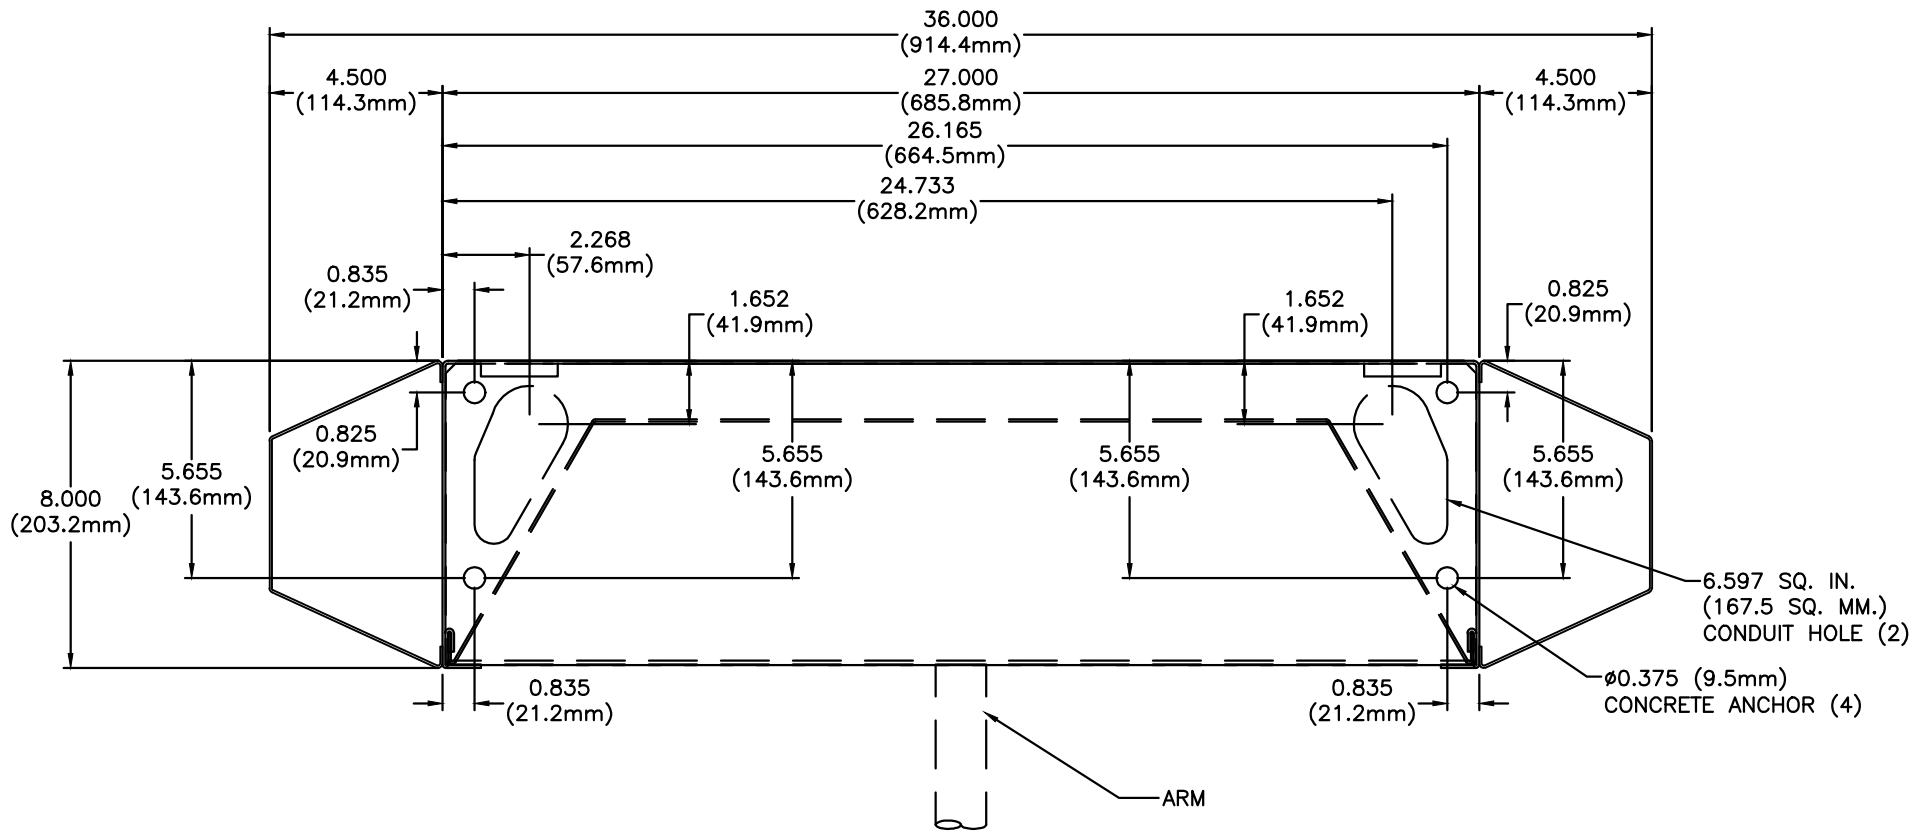 36.000
(914.4mm)
4.500
(114.3mm)
27.000
(685.8mm)
4.500
(114.3mm)
26.165
(664.5mm)
24.733
(628.2mm)
2.268
(57.6mm)
0.835
(21.2mm)
1.652
(41.9mm)
1.652
(41.9mm)
0.825
(20.9mm)
0.825
(20.9mm)
5.655
(143.6mm)
5.655
(143.6mm)
5.655
(143.6mm)
5.655
(143.6mm)
8.000
(203.2mm)
6.597 SQ. IN.
(167.5 SQ. MM.)
CONDUIT HOLE (2)
ø0.375 (9.5mm)
CONCRETE ANCHOR (4)
0.835
(21.2mm)
0.835
(21.2mm)
ARM